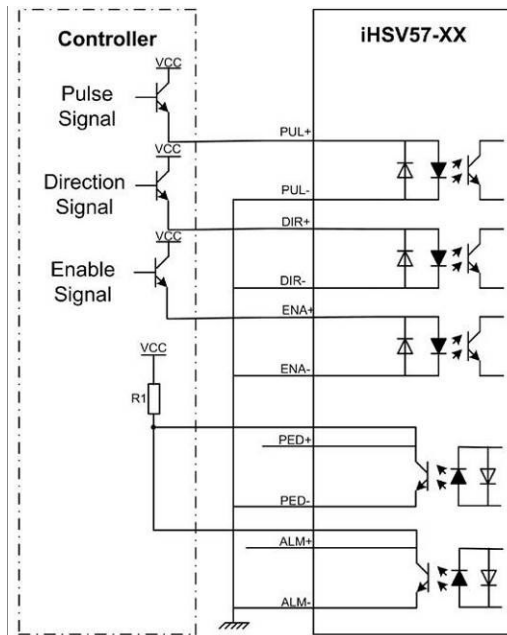 Controller
iHSV57-XX
VCC
Pulse
Signal
PUL+
VCC
PUL-
Direction
Signal
DIR+
VCC
Enable
Signal
DIR-
ENA+
VCC
ENA-
R1
PED+
PED-
ALM+
ALM-